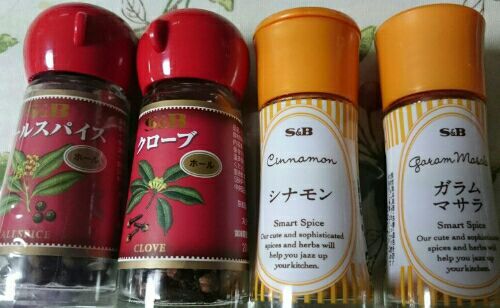 S&B
ールスパイス
ホール
ALLSPICE
S&B
クローブ
ホール
CLOVE
S&B
Cinnamon
シナモン
Smart Spice
Our cute and sophisticated
spices and herbs will
help you jazz up
your kitchen.
S&B
Garam Masala
ガラム
マサラ
Smart Spice
Our cute and sophisticated
spices and herbs will
help you jazz up
your kitchen.